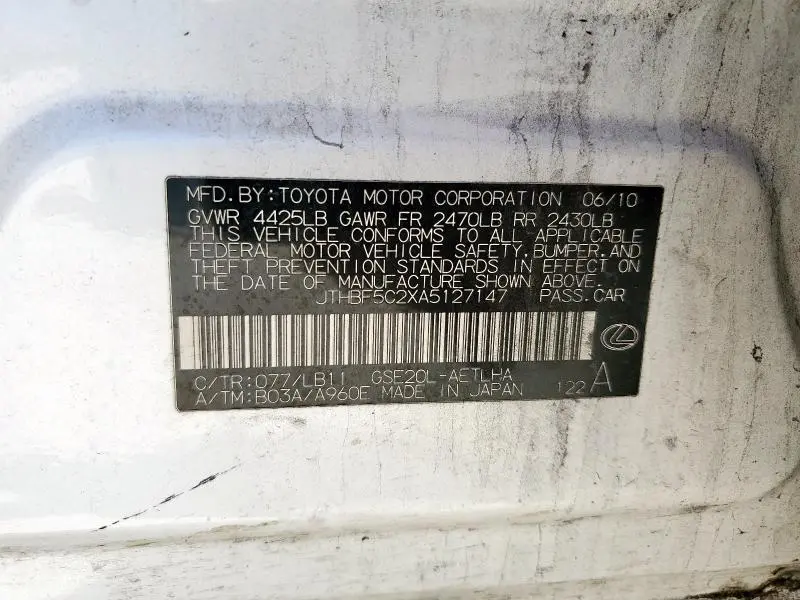 MFD.BY:TOYOTA MOTOR CORPORATION 06/10
GVWR 4425LB GAWR FR 2470LB RR 2430LB
THIS VEHICLE CONFORMS TO ALL APPLICABLE
FEDERAL MOTOR VEHICLE SAFETY,BUMPER,AND
THEFT PREVENTION STANDARDS IN EFFECT ON
THE DATE OF MANUFACTURE SHOWN ABOVE.
JTHBF5C2XA5127147 PASS.CAR
C/TR:077/LB11 GSE20L-AETLHA
A/TM:B03A/A960E MADE IN JAPAN 122 A